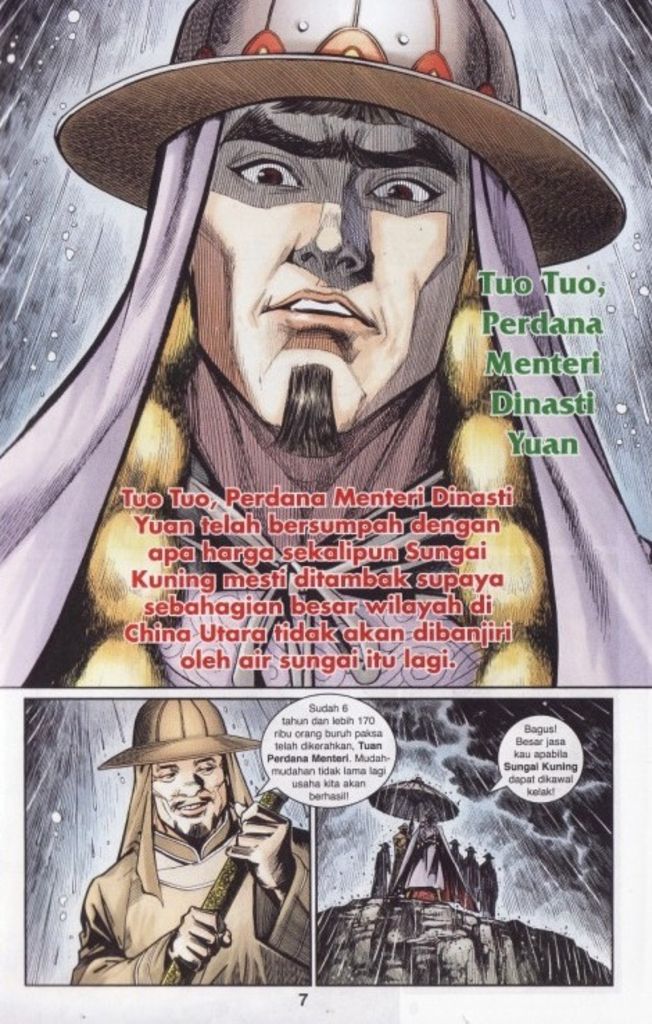 Tuo Tuo,
Perdana
Menteri
Dinasti
Yuan
Tuo Tuo, Perdana Menteri Dinasti
Yuan telah bersumpah dengan
apa harga sekalipun Sungai
Kuning mesti ditambak supaya
sebahagian besar wilayah di
China Utara tidak akan dibanjiri
oleh air sungai itu lagi.
Sudah 6
tahun dan lebih 170
ribu orang buruh paksa
telah dikerahkan, Tuan
Perdana Menteri. Mudah-
mudahan tidak lama lagi
usaha kita akan
berhasil!
Bagus!
Besar jasa
kau apabila
Sungai Kuning
dapat dikawal
kelak!
7